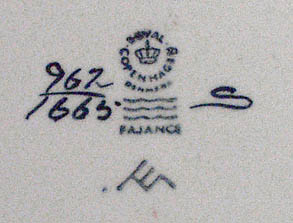 ROYAL
COPENHAGEN
DENMARK
962
1665.
S
FAJANCE